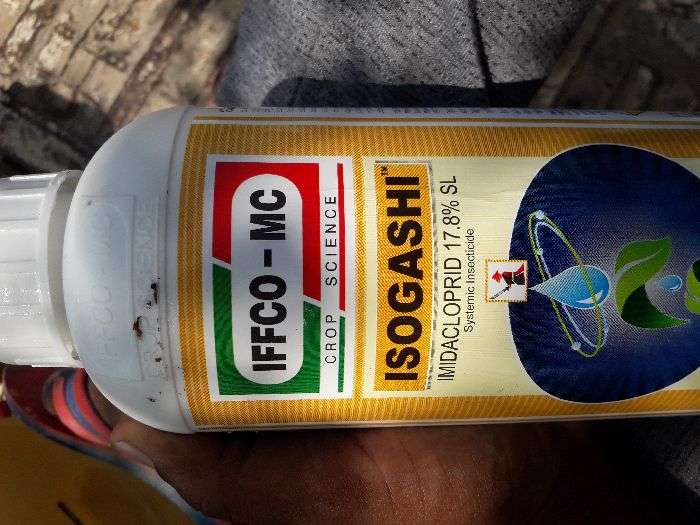 IFFCO-MC
CROP SCIENCE
ISOGASHI™
IMIDACLOPRID 17.8% SL
Systemic Insecticide